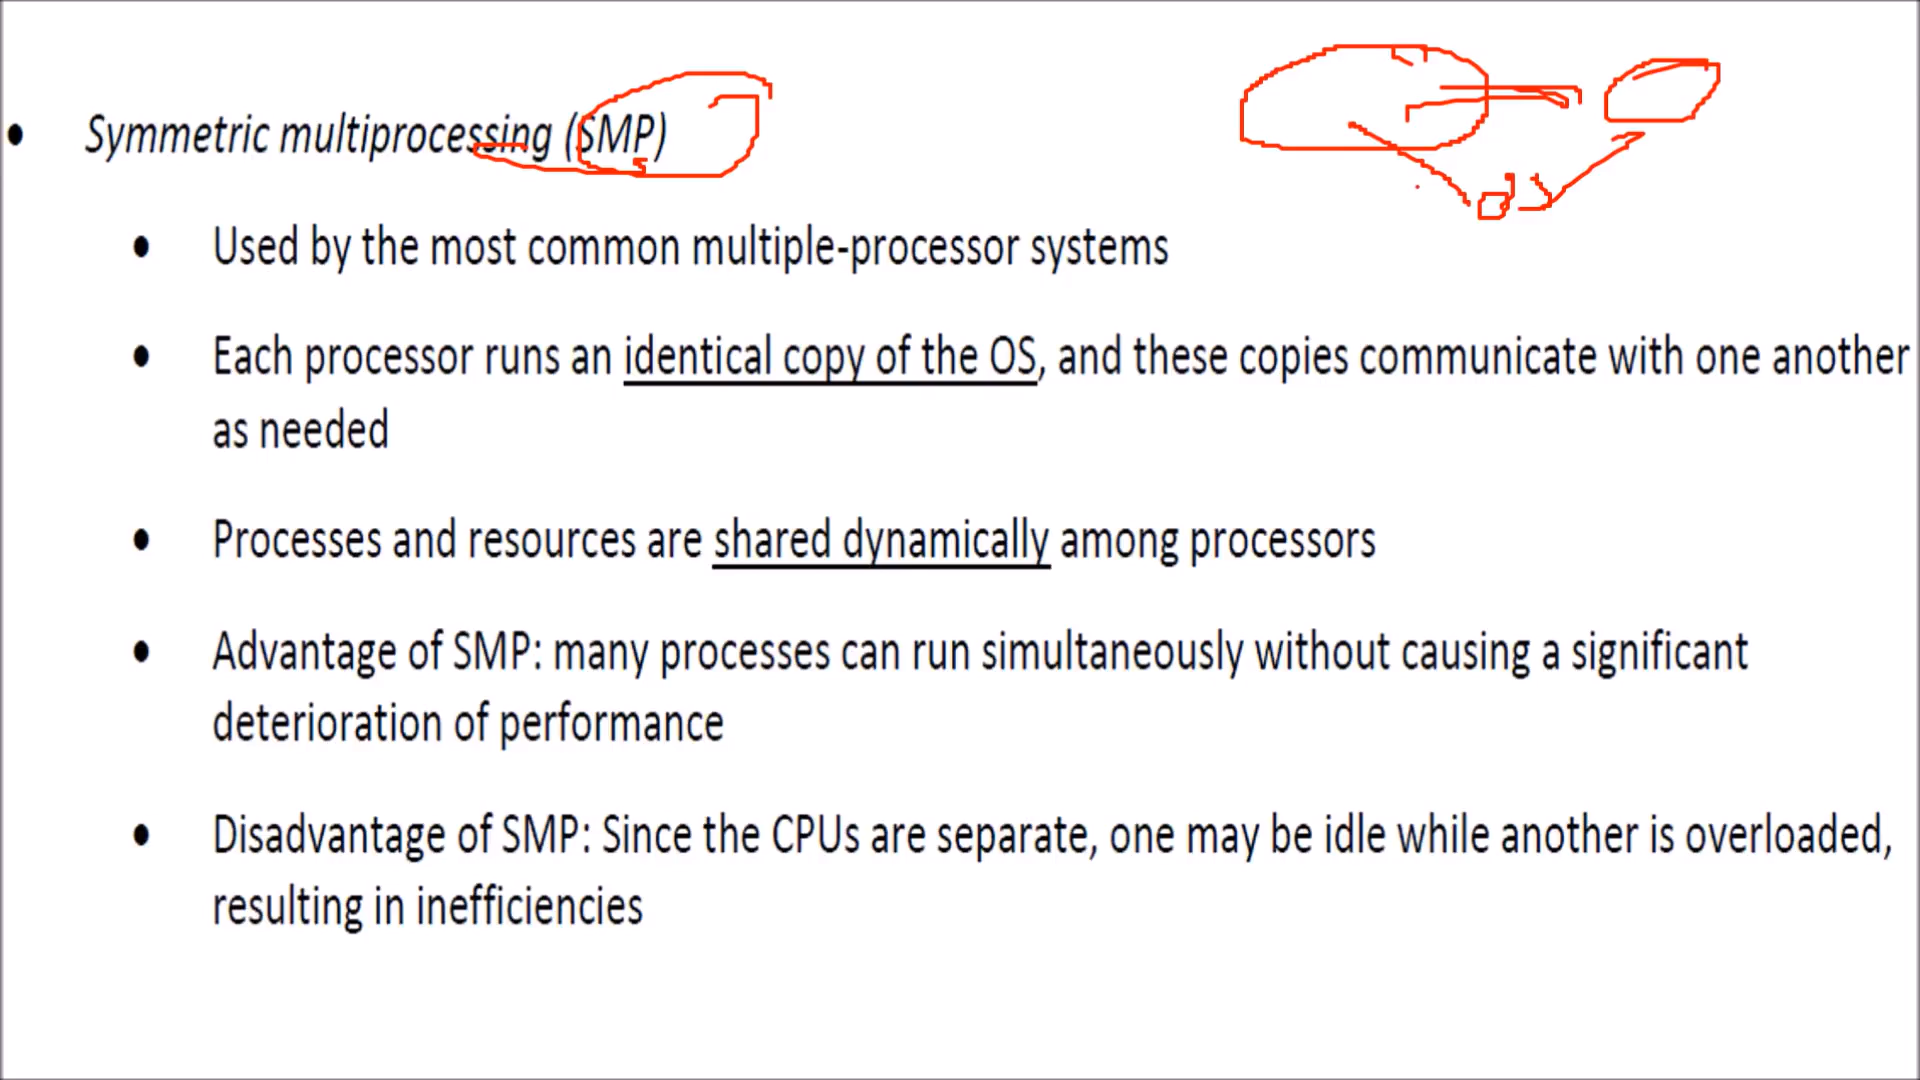 • Symmetric multiprocessing (SMP)
• Used by the most common multiple-processor systems
• Each processor runs an identical copy of the OS, and these copies communicate with one another
as needed
• Processes and resources are shared dynamically among processors
• Advantage of SMP: many processes can run simultaneously without causing a significant
deterioration of performance
• Disadvantage of SMP: Since the CPUs are separate, one may be idle while another is overloaded,
resulting in inefficiencies